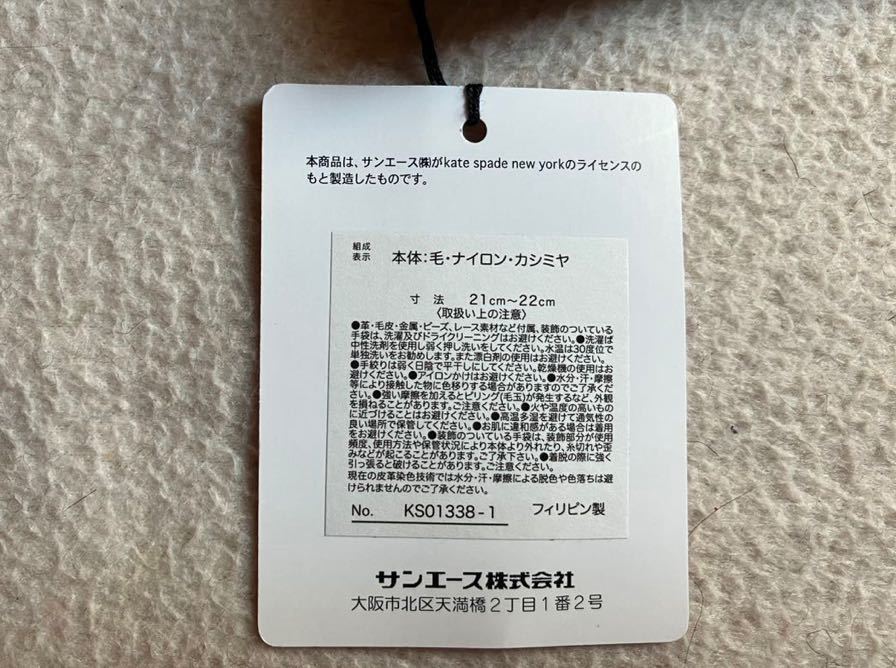 本商品は、サンエース㈱がkate spade new yorkのライセンスの
もと製造したものです。
組成
表示
本体:毛・ナイロン・カシミヤ
寸 法 21cm〜22cm
〈取扱い上の注意〉
●革・毛皮・金属・ビーズ、レース素材など付属、装飾のついている
手袋は、洗濯及びドライクリーニングはお避けください。●洗濯は
中性洗剤を使用し弱く押し洗いをしてください。水温は30度位で
単独洗いをお勧めします。また漂白剤の使用はお避けください。
●手絞りは弱く日陰で平干しにしてください。乾燥機の使用はお
避けください。●アイロンかけはお避けください。●水分・汗・摩擦
等により接触した物に色移りする場合がありますのでご了承くだ
さい。●強い摩擦を加えるとピリング(毛玉)が発生するなど、外観
を損ねることがあります。ご注意ください。●火や温度の高いもの
に近づけることはお避けください。●高温多湿を避けて通気性の
良い場所で保管してください。●お肌に違和感がある場合は着用
をお避けください。●装飾のついている手袋は、装飾部分が使用
頻度、使用方法や保管状況により本体より外れたり、糸切れや歪
みなどが起こることがあります。ご了承下さい。●着脱の際に強く
引っ張ると破けることがあります。ご注意ください。
現在の皮革染色技術では水分・汗・摩擦による脱色や色落ちは避
けられませんのでご了承ください。
No. KS01338-1 フィリピン製
サンエース株式会社
大阪市北区天満橋2丁目1番2号